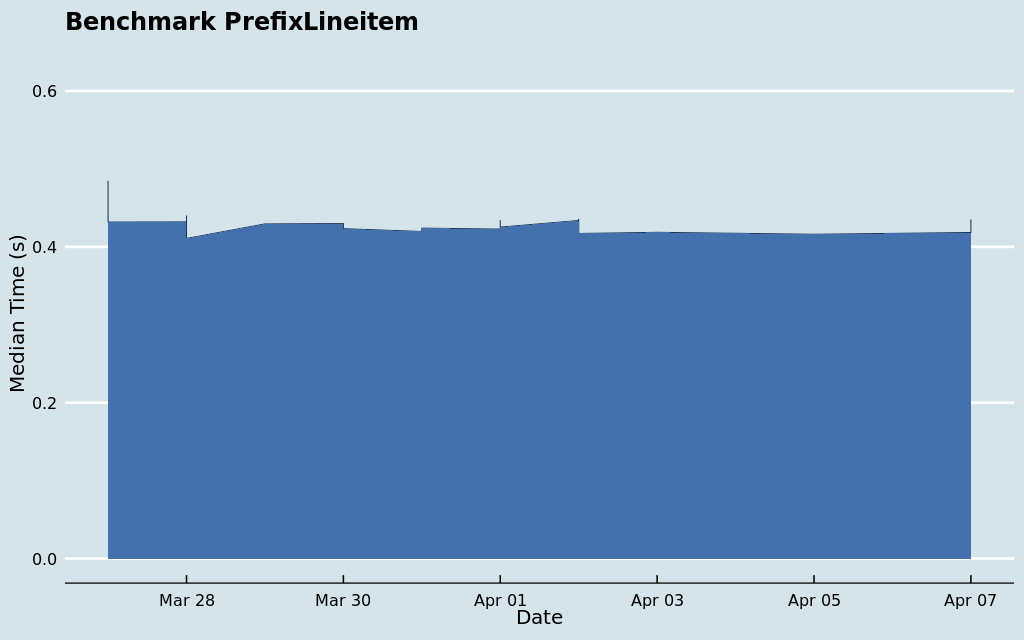 Benchmark PrefixLineitem
Median Time (s)
0.6
0.4
0.2
0.0
Mar 28
Mar 30
Apr 01
Apr 03
Apr 05
Apr 07
Date